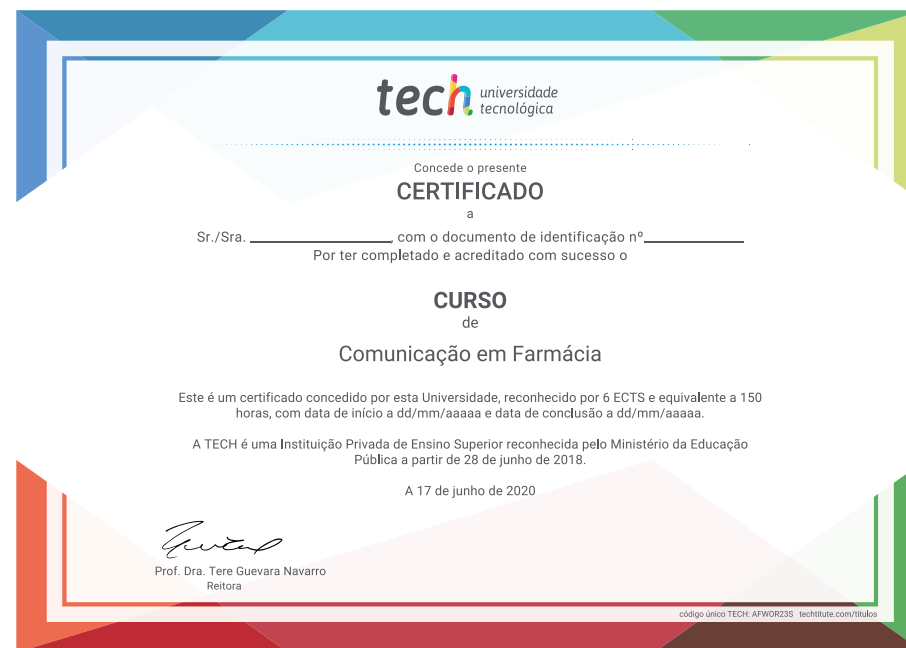 tech universidade
tecnológica
Concede o presente
CERTIFICADO
a
Sr./Sra. ____________________, com o documento de identificação nº______________
Por ter completado e acreditado com sucesso o
CURSO
de
Comunicação em Farmácia
Este é um certificado concedido por esta Universidade, reconhecido por 6 ECTS e equivalente a 150
horas, com data de início a dd/mm/aaaaa e data de conclusão a dd/mm/aaaaa.
A TECH é uma Instituição Privada de Ensino Superior reconhecida pelo Ministério da Educação
Pública a partir de 28 de junho de 2018.
A 17 de junho de 2020
Prof. Dra. Tere Guevara Navarro
Reitora
código único TECH: AFWOR23S techtitute.com/titulos